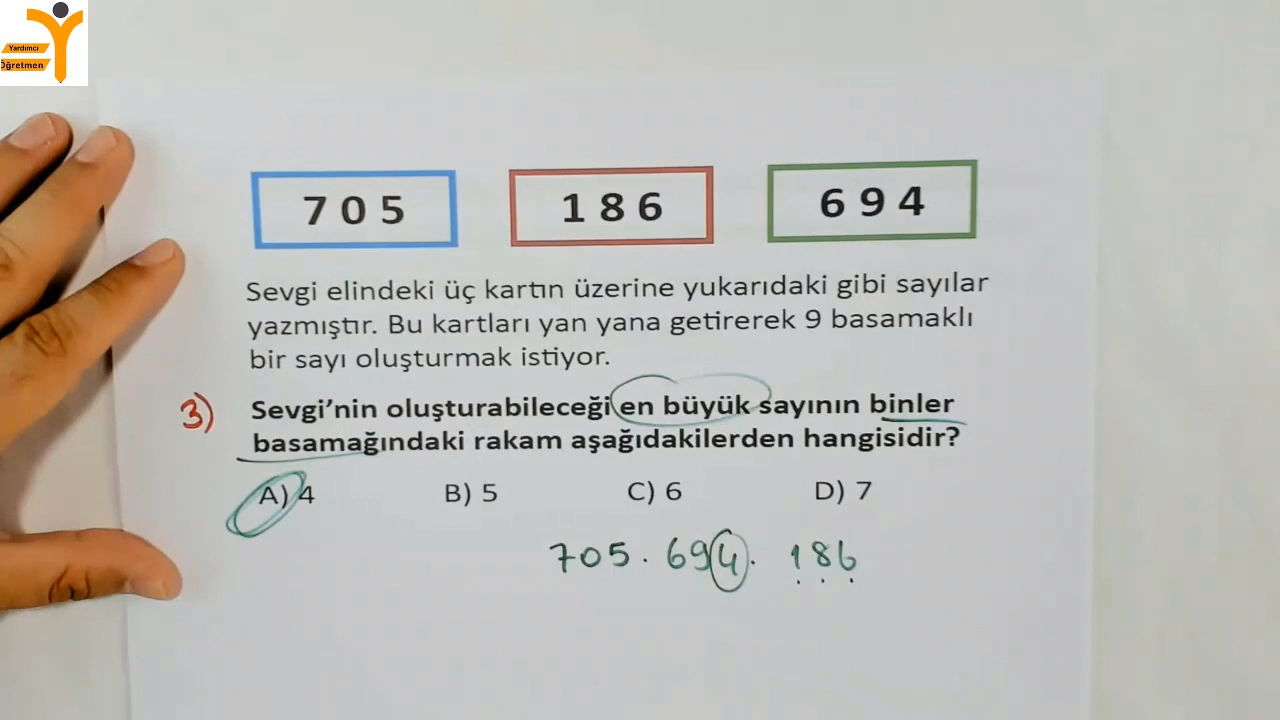 Yardımcı
Öğretmen
705 186 694
Sevgi elindeki üç kartın üzerine yukarıdaki gibi sayılar
yazmıştır. Bu kartları yan yana getirerek 9 basamaklı
bir sayı oluşturmak istiyor.
3) Sevgi'nin oluşturabileceği en büyük sayının binler
basamağındaki rakam aşağıdakilerden hangisidir?
A) 4 B) 5 C) 6 D) 7
705.694.186